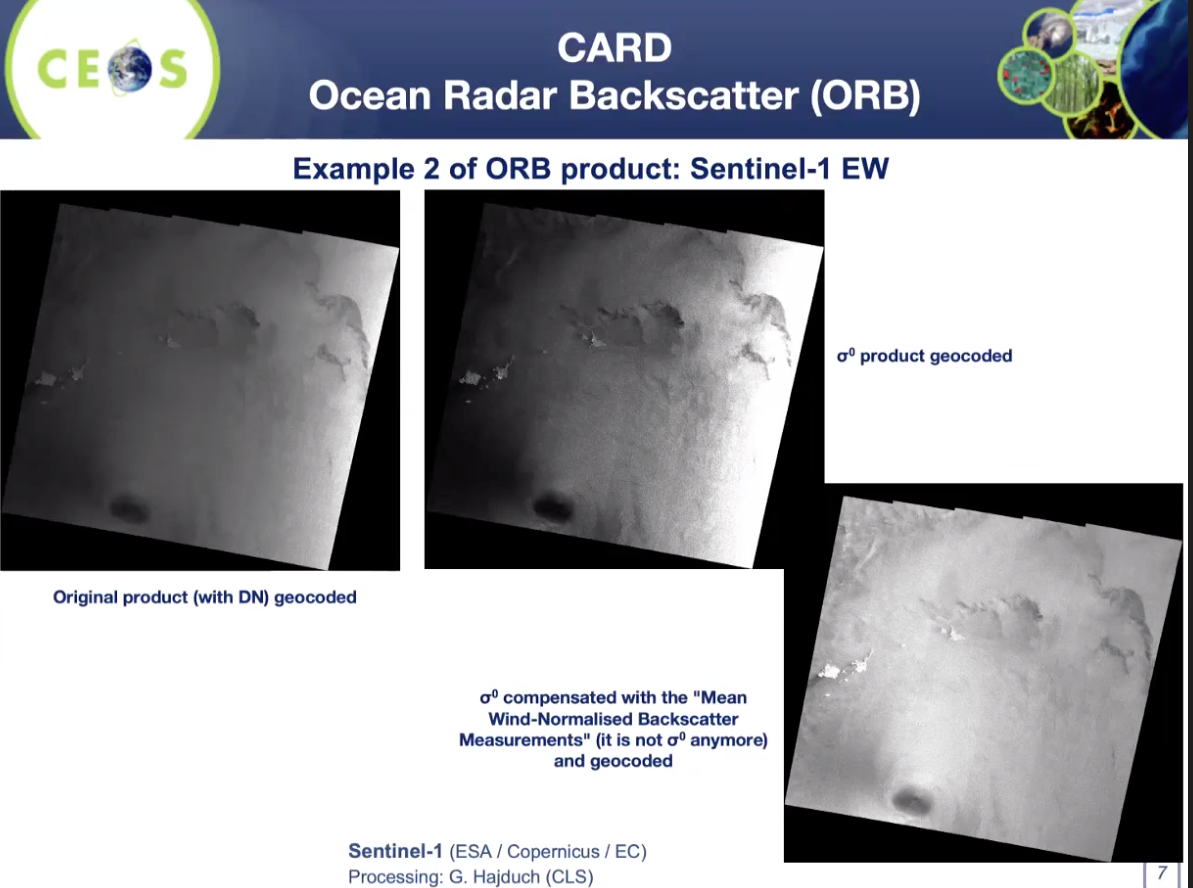 CEOS
CARD
Ocean Radar Backscatter (ORB)
Example 2 of ORB product: Sentinel-1 EW
σ⁰ product geocoded
Original product (with DN) geocoded
σ⁰ compensated with the "Mean
Wind-Normalised Backscatter
Measurements" (it is not σ⁰ anymore)
and geocoded
Sentinel-1 (ESA / Copernicus / EC)
Processing: G. Hajduch (CLS)
7